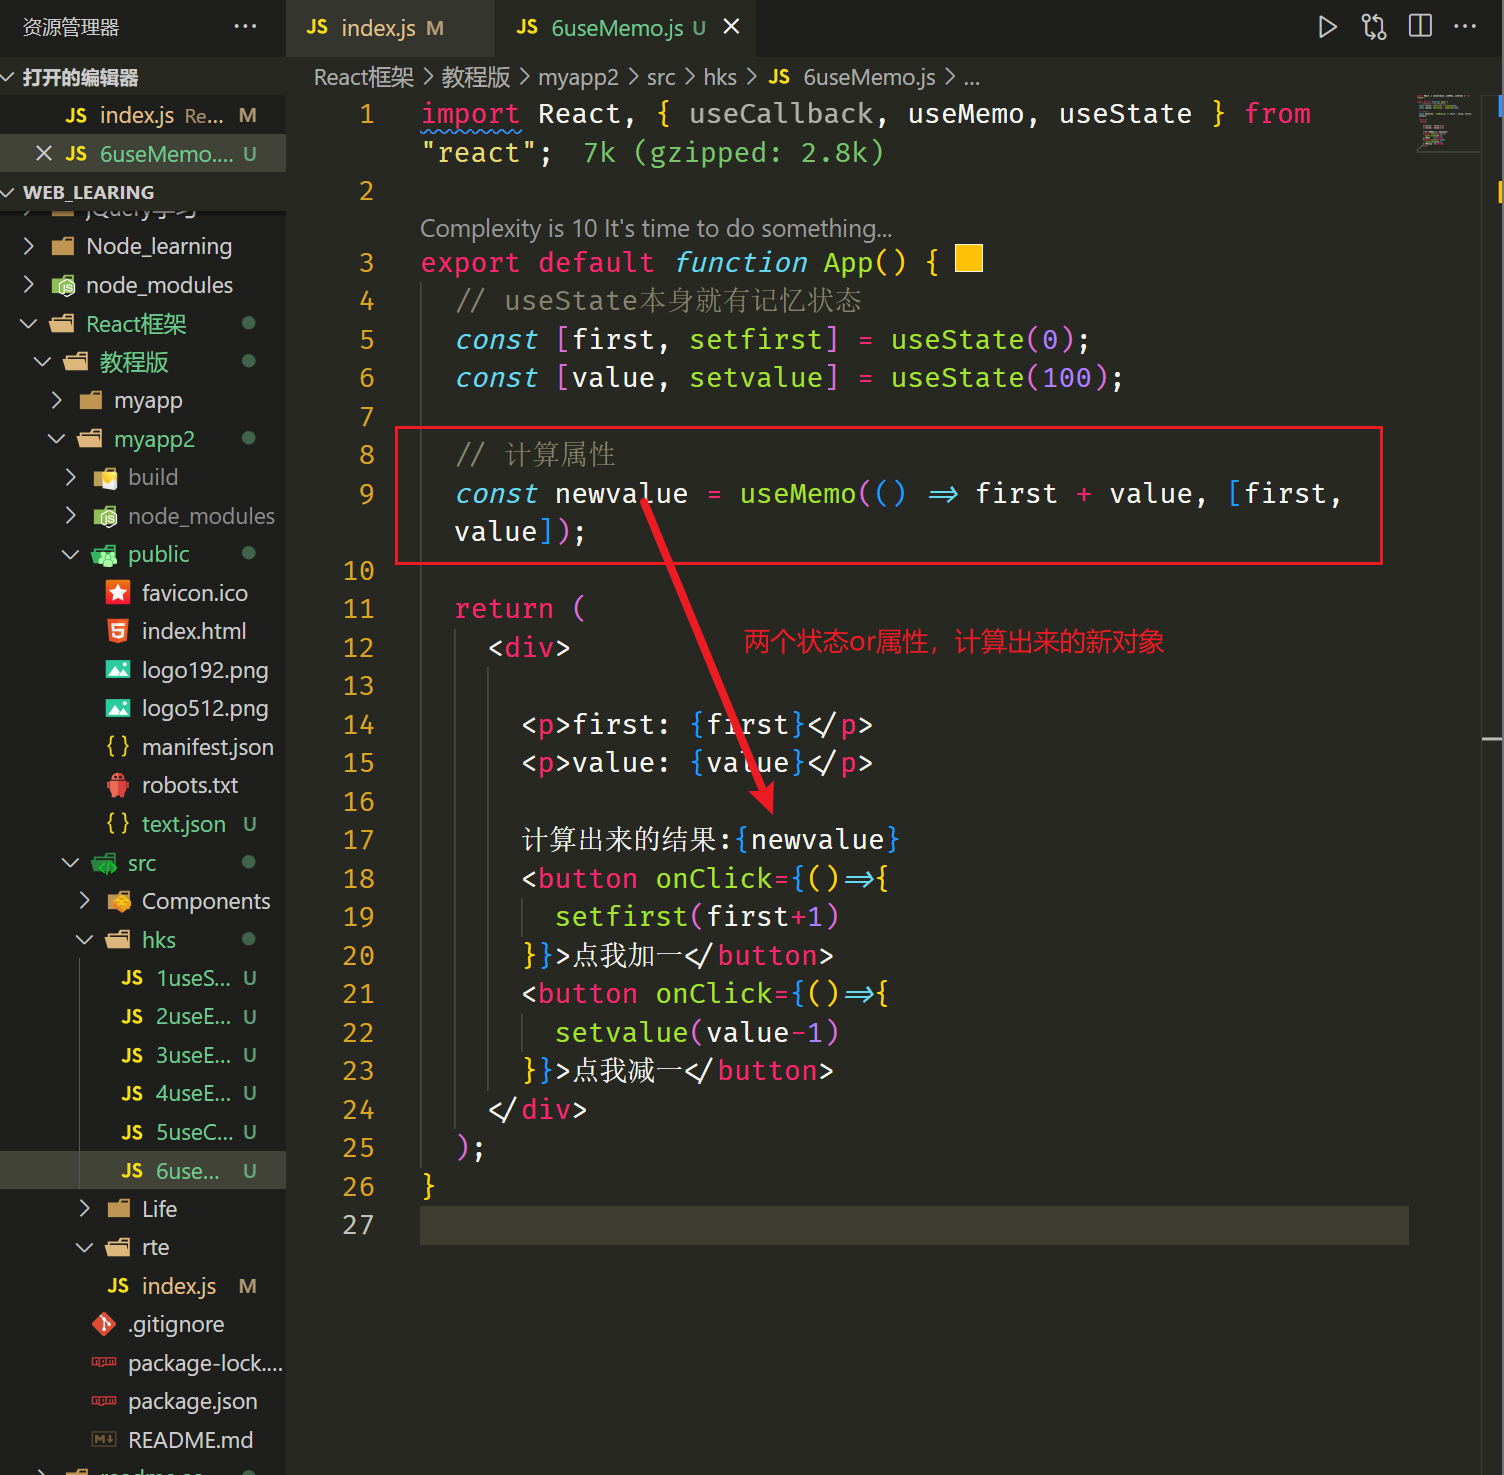 资源管理器 ...
打开的编辑器
JS index.js Re... M
JS 6useMemo.... U
WEB_LEARING
jQuery学习
Node_learning
node_modules
React框架
教程版
myapp
myapp2
build
node_modules
public
favicon.ico
index.html
logo192.png
logo512.png
{} manifest.json
robots.txt
{} text.json U
src
Components
hks
JS 1useS... U
JS 2useE... U
JS 3useE... U
JS 4useE... U
JS 5useC... U
JS 6use... U
Life
rte
JS index.js M
.gitignore
package-lock....
package.json
README.md
JS index.js M JS 6useMemo.js U
React框架 > 教程版 > myapp2 > src > hks > JS 6useMemo.js > ...
1 import React, { useCallback, useMemo, useState } from
"react"; 7k (gzipped: 2.8k)
2
Complexity is 10 It's time to do something...
3 export default function App() {
4 // useState本身就有记忆状态
5 const [first, setfirst] = useState(0);
6 const [value, setvalue] = useState(100);
7
8 // 计算属性
9 const newvalue = useMemo(() => first + value, [first,
value]);
10
11 return (
12 <div>
两个状态or属性，计算出来的新对象
13
14 <p>first: {first}</p>
15 <p>value: {value}</p>
16
17 计算出来的结果:{newvalue}
18 <button onClick={()=>{
19 setfirst(first+1)
20 }}>点我加一</button>
21 <button onClick={()=>{
22 setvalue(value-1)
23 }}>点我减一</button>
24 </div>
25 );
26 }
27